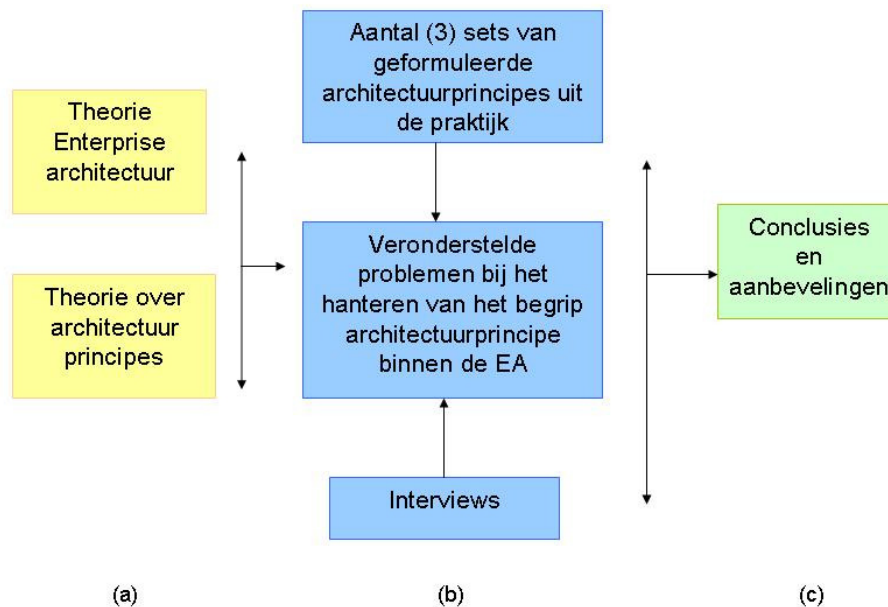 Theorie
Enterprise
architectuur
Theorie over
architectuur
principes
(a)
Aantal (3) sets van
geformuleerde
architectuurprincipes uit
de praktijk
Veronderstelde
problemen bij het
hanteren van het begrip
architectuurprincipe
binnen de EA
Interviews
(b)
Conclusies
en
aanbevelingen
(c)